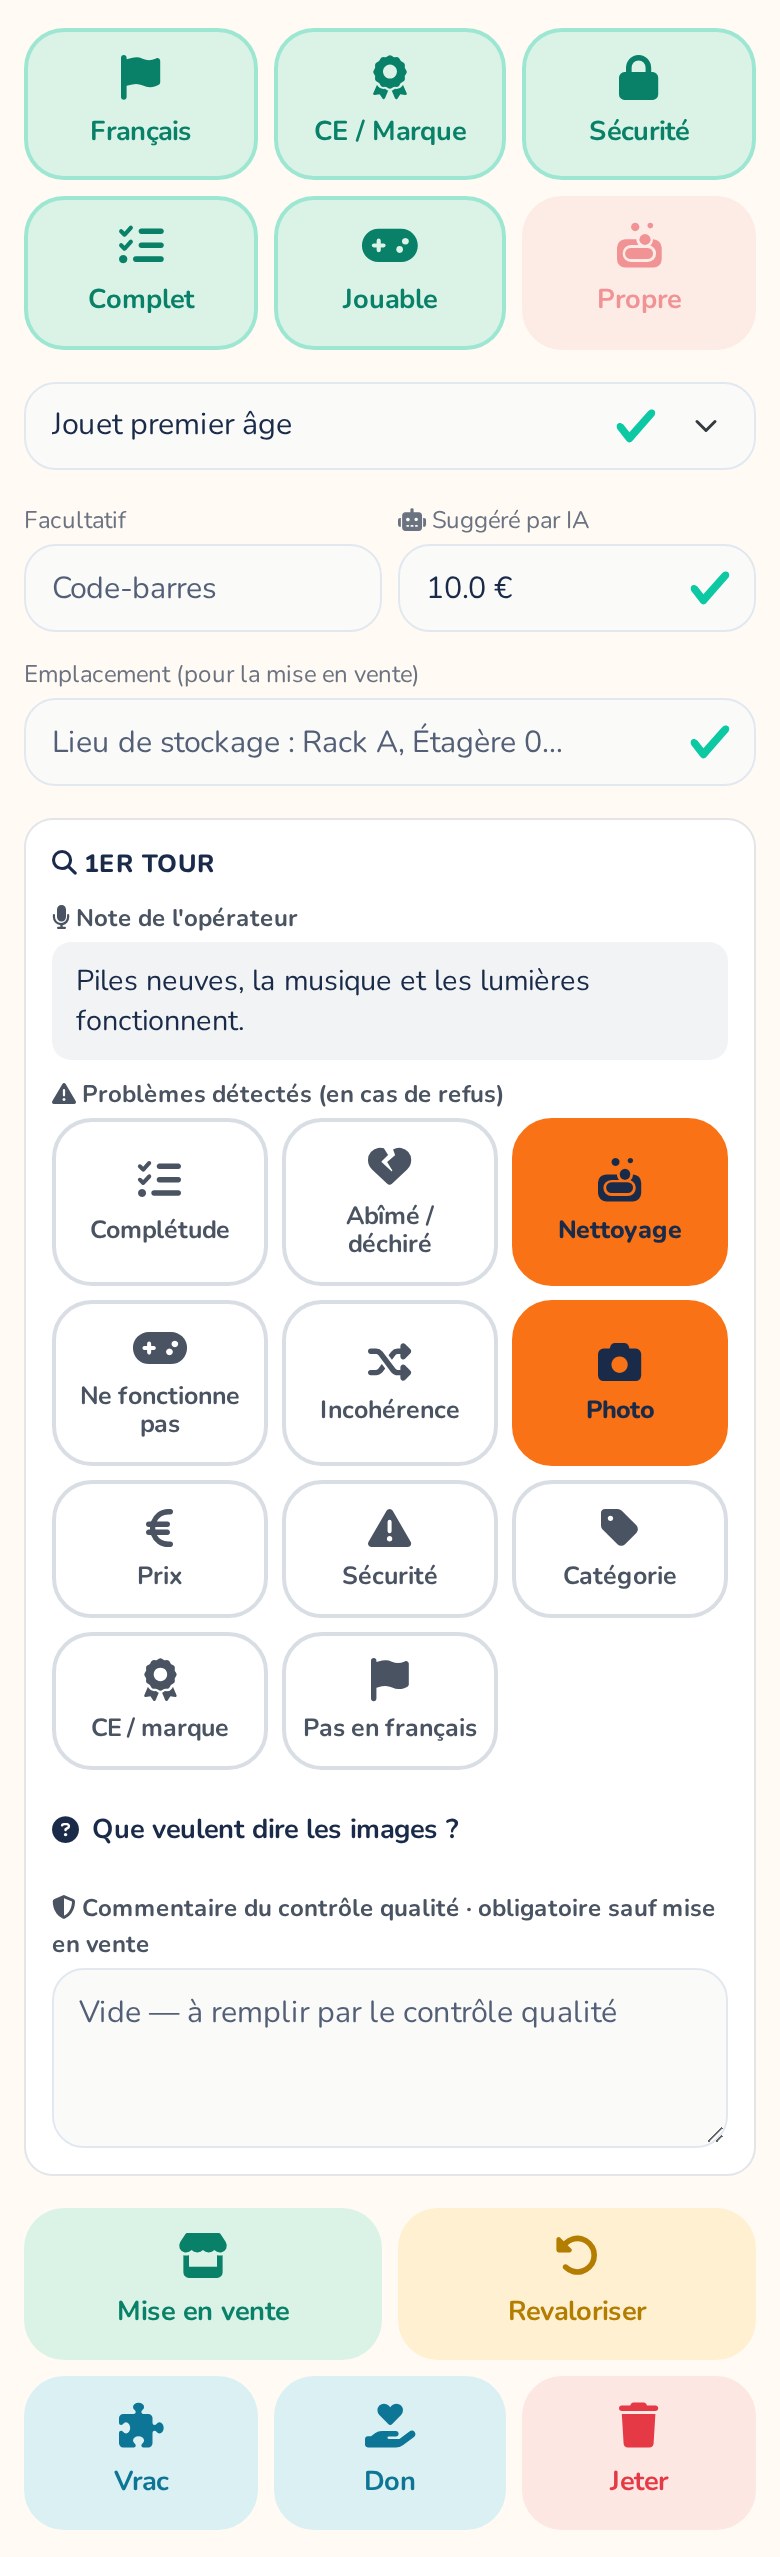 Français
CE / Marque
Sécurité
Complet
Jouable
Propre
Jouet premier âge
Facultatif
Suggéré par IA
Code-barres
10.0 €
Emplacement (pour la mise en vente)
Lieu de stockage : Rack A, Étagère 0...
1ER TOUR
Note de l'opérateur
Piles neuves, la musique et les lumières
fonctionnent.
Problèmes détectés (en cas de refus)
Complétude
Abîmé /
déchiré
Nettoyage
Ne fonctionne
pas
Incohérence
Photo
Prix
Sécurité
Catégorie
CE / marque
Pas en français
Que veulent dire les images ?
Commentaire du contrôle qualité · obligatoire sauf mise
en vente
Vide — à remplir par le contrôle qualité
Mise en vente
Revaloriser
Vrac
Don
Jeter